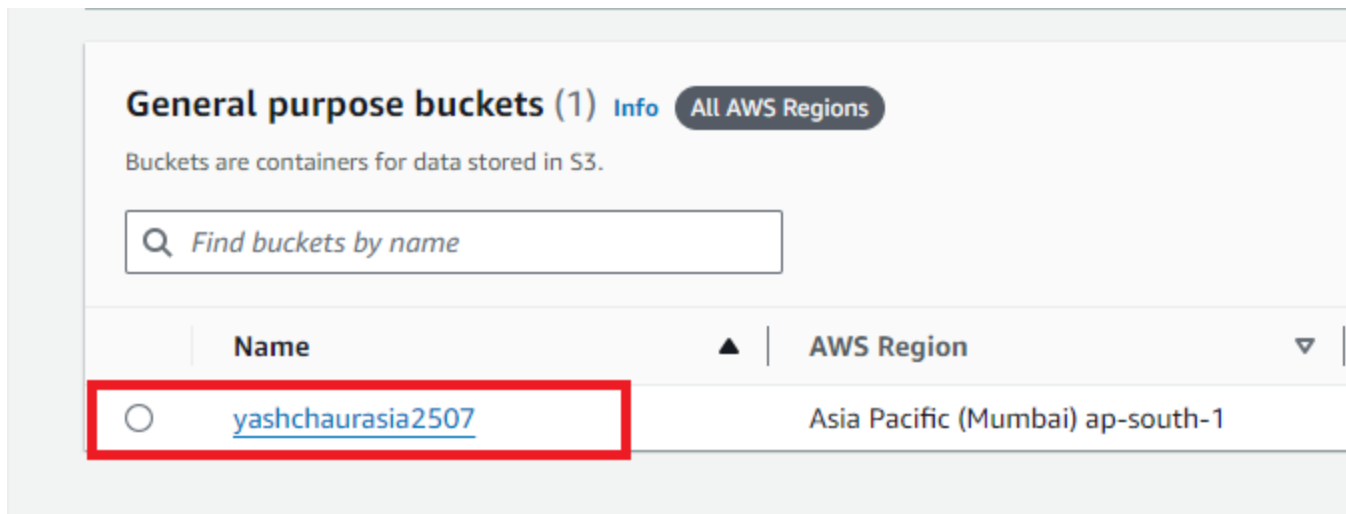 General purpose buckets (1) Info All AWS Regions
Buckets are containers for data stored in S3.
Find buckets by name
Name AWS Region
yashchaurasia2507 Asia Pacific (Mumbai) ap-south-1